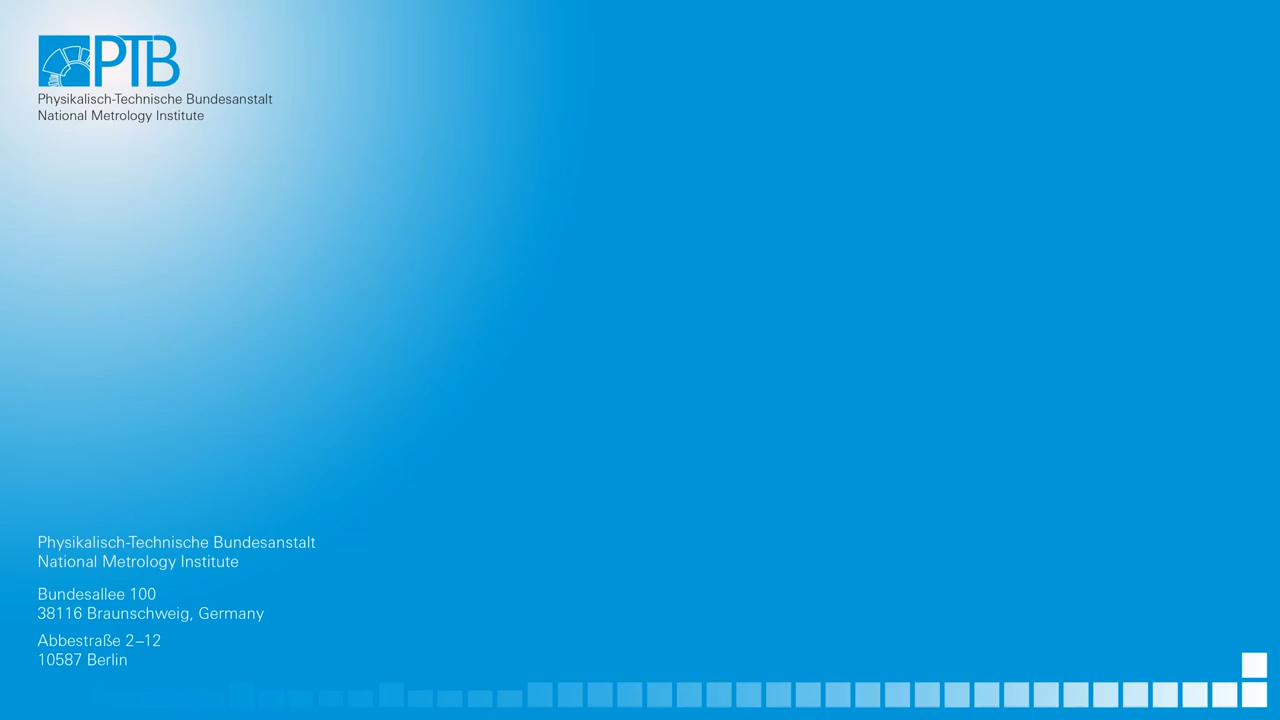 PTB
Physikalisch-Technische Bundesanstalt
National Metrology Institute
Physikalisch-Technische Bundesanstalt
National Metrology Institute
Bundesallee 100
38116 Braunschweig, Germany
Abbestraße 2–12
10587 Berlin